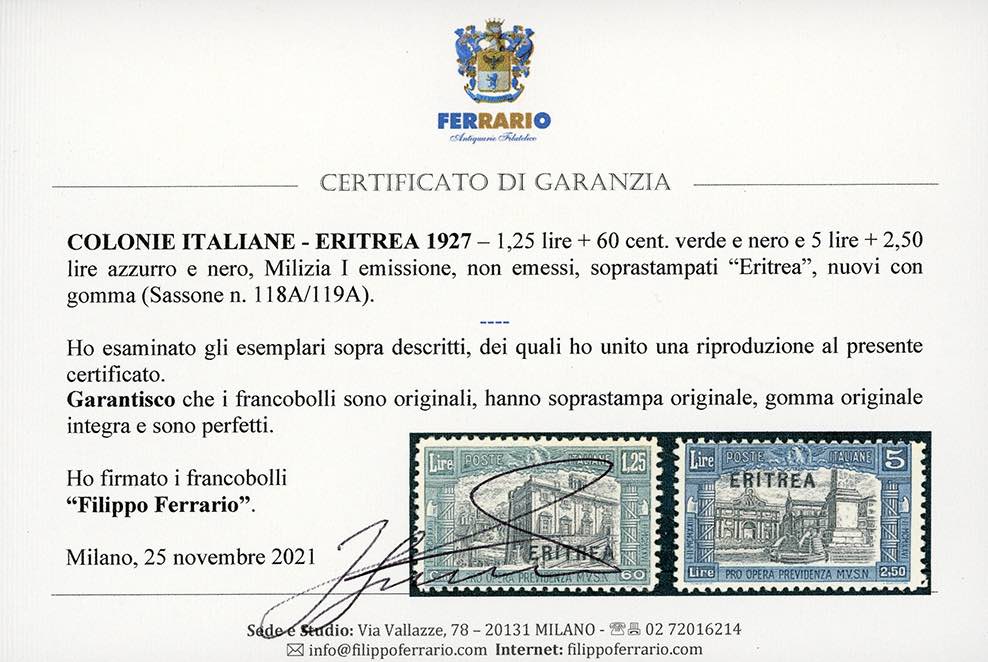 FERRARIO
Antiquario Filatelico
CERTIFICATO DI GARANZIA
COLONIE ITALIANE - ERITREA 1927 – 1,25 lire + 60 cent. verde e nero e 5 lire + 2,50
lire azzurro e nero, Milizia I emissione, non emessi, soprastampati “Eritrea”, nuovi con
gomma (Sassone n. 118A/119A).
----
Ho esaminato gli esemplari sopra descritti, dei quali ho unito una riproduzione al presente
certificato.
Garantisco che i francobolli sono originali, hanno soprastampa originale, gomma originale
integra e sono perfetti.
Ho firmato i francobolli
“Filippo Ferrario”.
Milano, 25 novembre 2021
Lire POSTE ITALIANE 1.25
ERITREA
60
PRO OPERA PREVIDENZA M.V.S.N.
Lire POSTE ITALIANE 5
ERITREA
Lire PRO OPERA PREVIDENZA M.V.S.N. 2,50
Sede e Studio: Via Vallazze, 78 – 20131 MILANO - ☏ 02 72016214
✉ info@filippoferrario.com Internet: filippoferrario.com